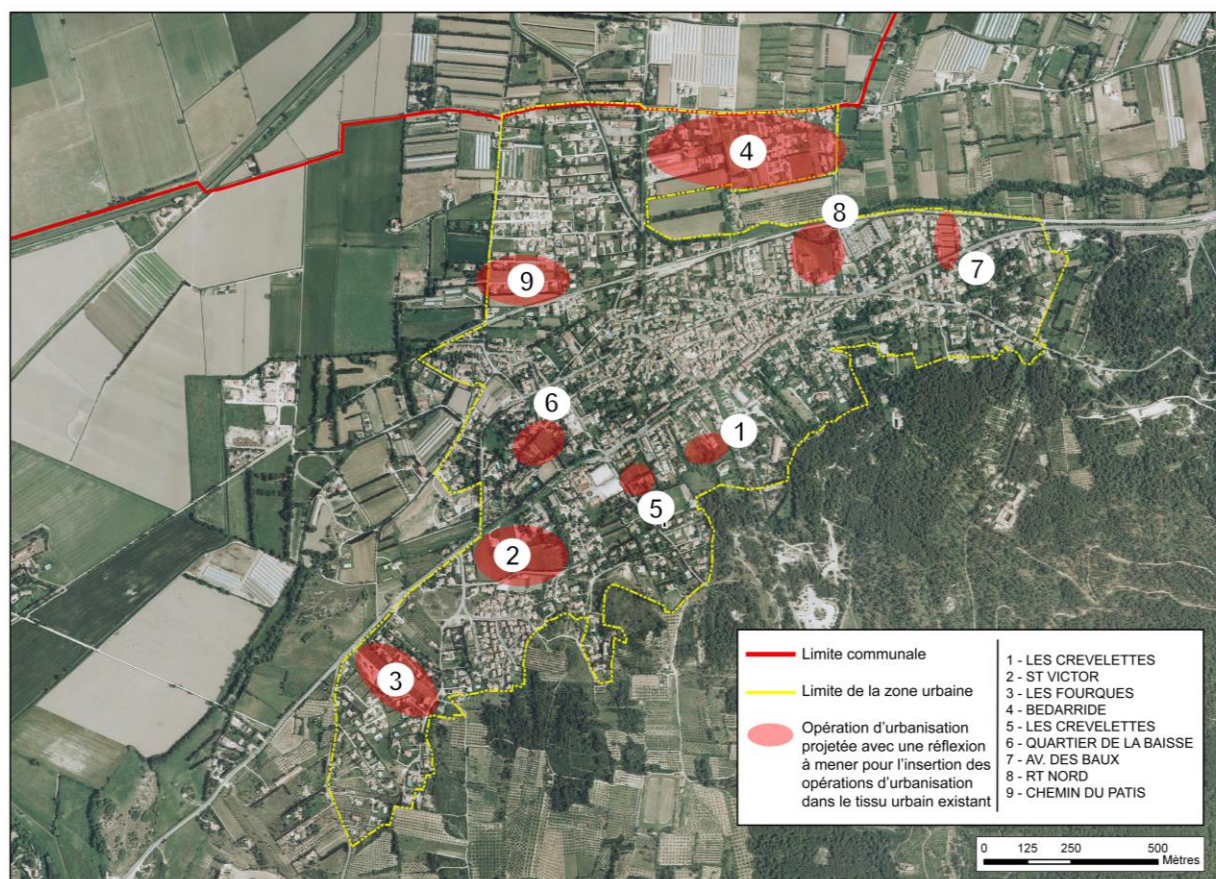 4
8
7
9
6
1
5
2
3
Limite communale
Limite de la zone urbaine
Opération d'urbanisation
projetée avec une réflexion
à mener pour l'insertion des
opérations d'urbanisation
dans le tissu urbain existant
1 - LES CREVELETTES
2 - ST VICTOR
3 - LES FOURQUES
4 - BEDARRIDE
5 - LES CREVELETTES
6 - QUARTIER DE LA BAISSE
7 - AV. DES BAUX
8 - RT NORD
9 - CHEMIN DU PATIS
0 125 250 500
Mètres